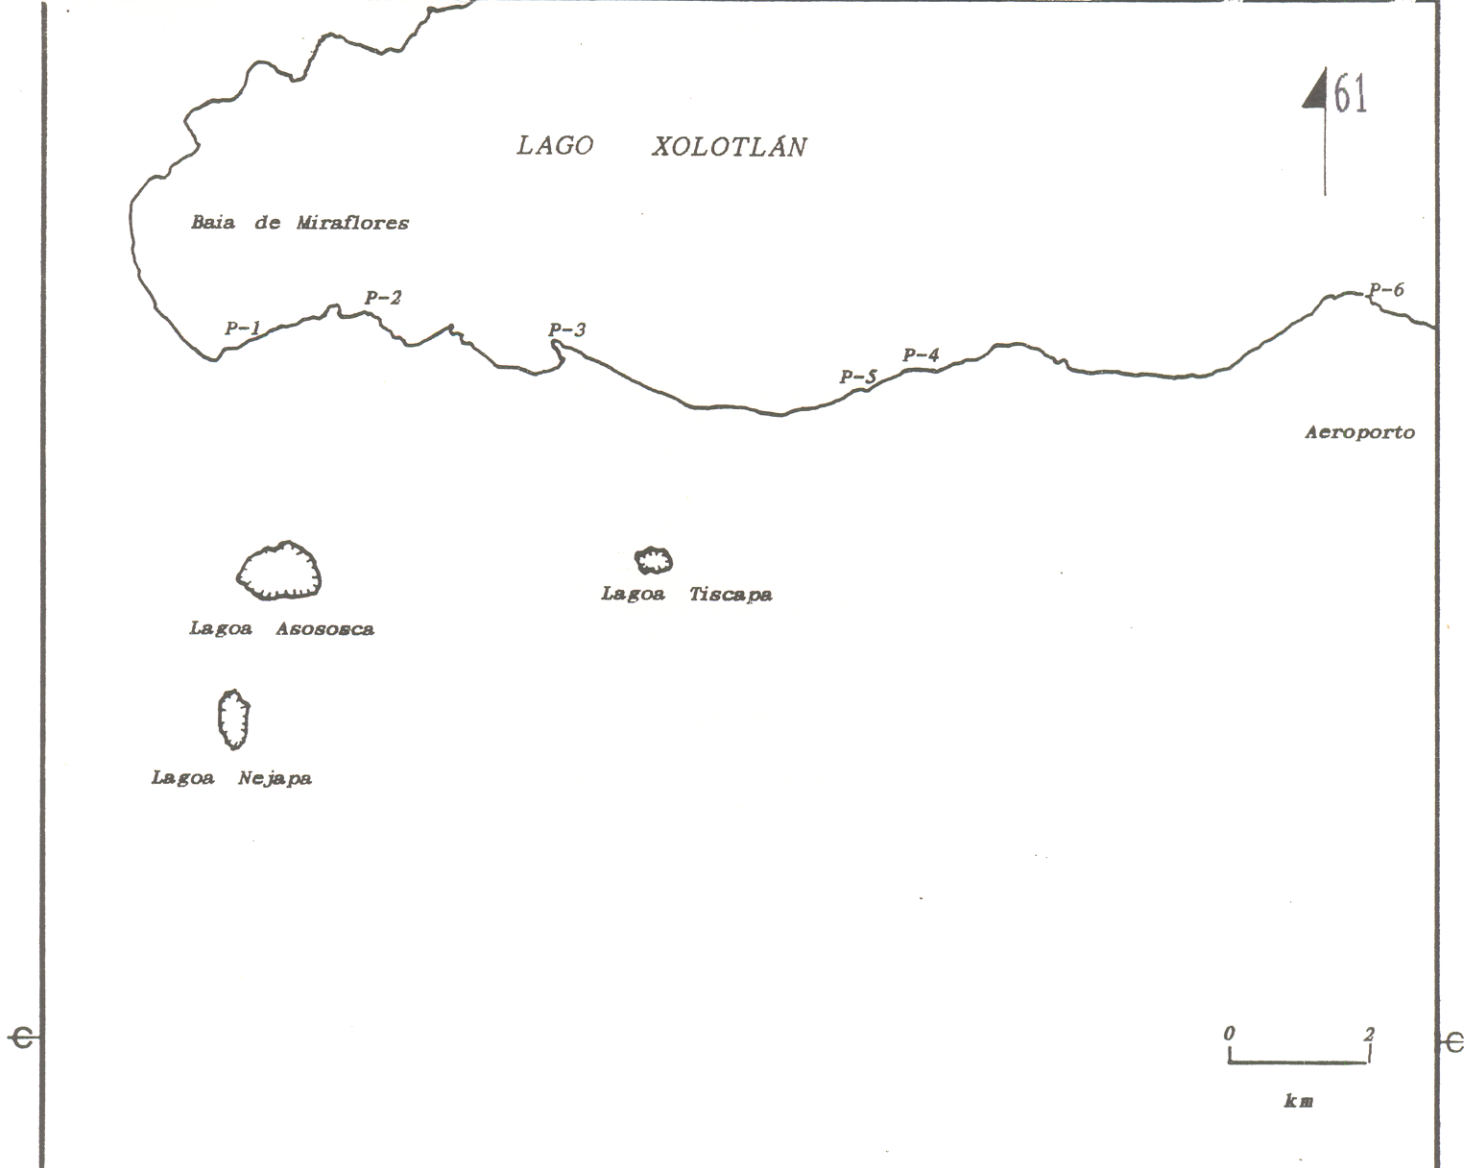 61
LAGO XOLOTLÁN
Baia de Miraflores
P-1
P-2
P-3
P-4
P-5
P-6
Aeroporto
Lagoa Tiscapa
Lagoa Asososca
Lagoa Nejapa
0 2
km